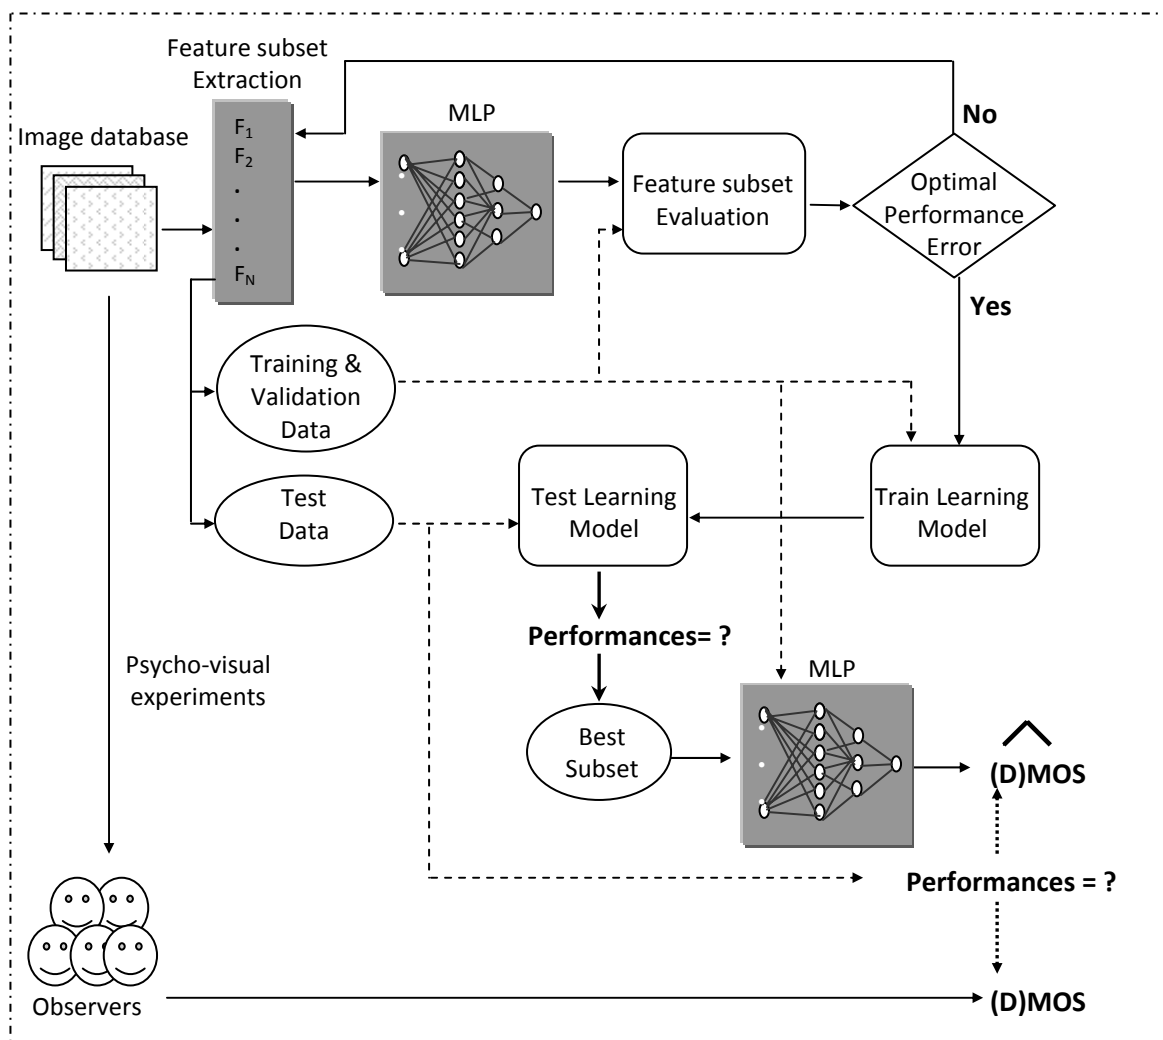 Feature subset
Extraction
Image database
F1
F2
.
.
.
FN
MLP
Feature subset
Evaluation
No
Optimal
Performance
Error
Yes
Training &
Validation
Data
Test
Data
Test Learning
Model
Train Learning
Model
Performances= ?
Psycho-visual
experiments
MLP
Best
Subset
(D)MOS
Performances = ?
Observers
(D)MOS